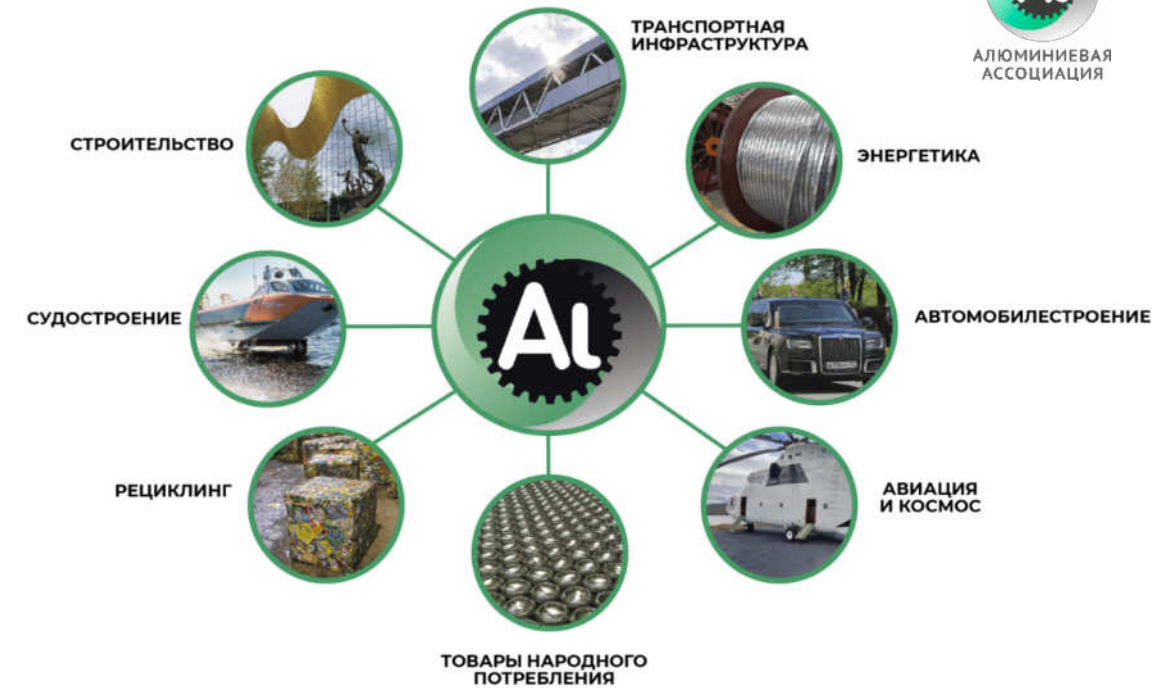 ТРАНСПОРТНАЯ
ИНФРАСТРУКТУРА
АЛЮМИНИЕВАЯ
АССОЦИАЦИЯ
СТРОИТЕЛЬСТВО
ЭНЕРГЕТИКА
СУДОСТРОЕНИЕ
Al
АВТОМОБИЛЕСТРОЕНИЕ
РЕЦИКЛИНГ
АВИАЦИЯ
И КОСМОС
ТОВАРЫ НАРОДНОГО
ПОТРЕБЛЕНИЯ